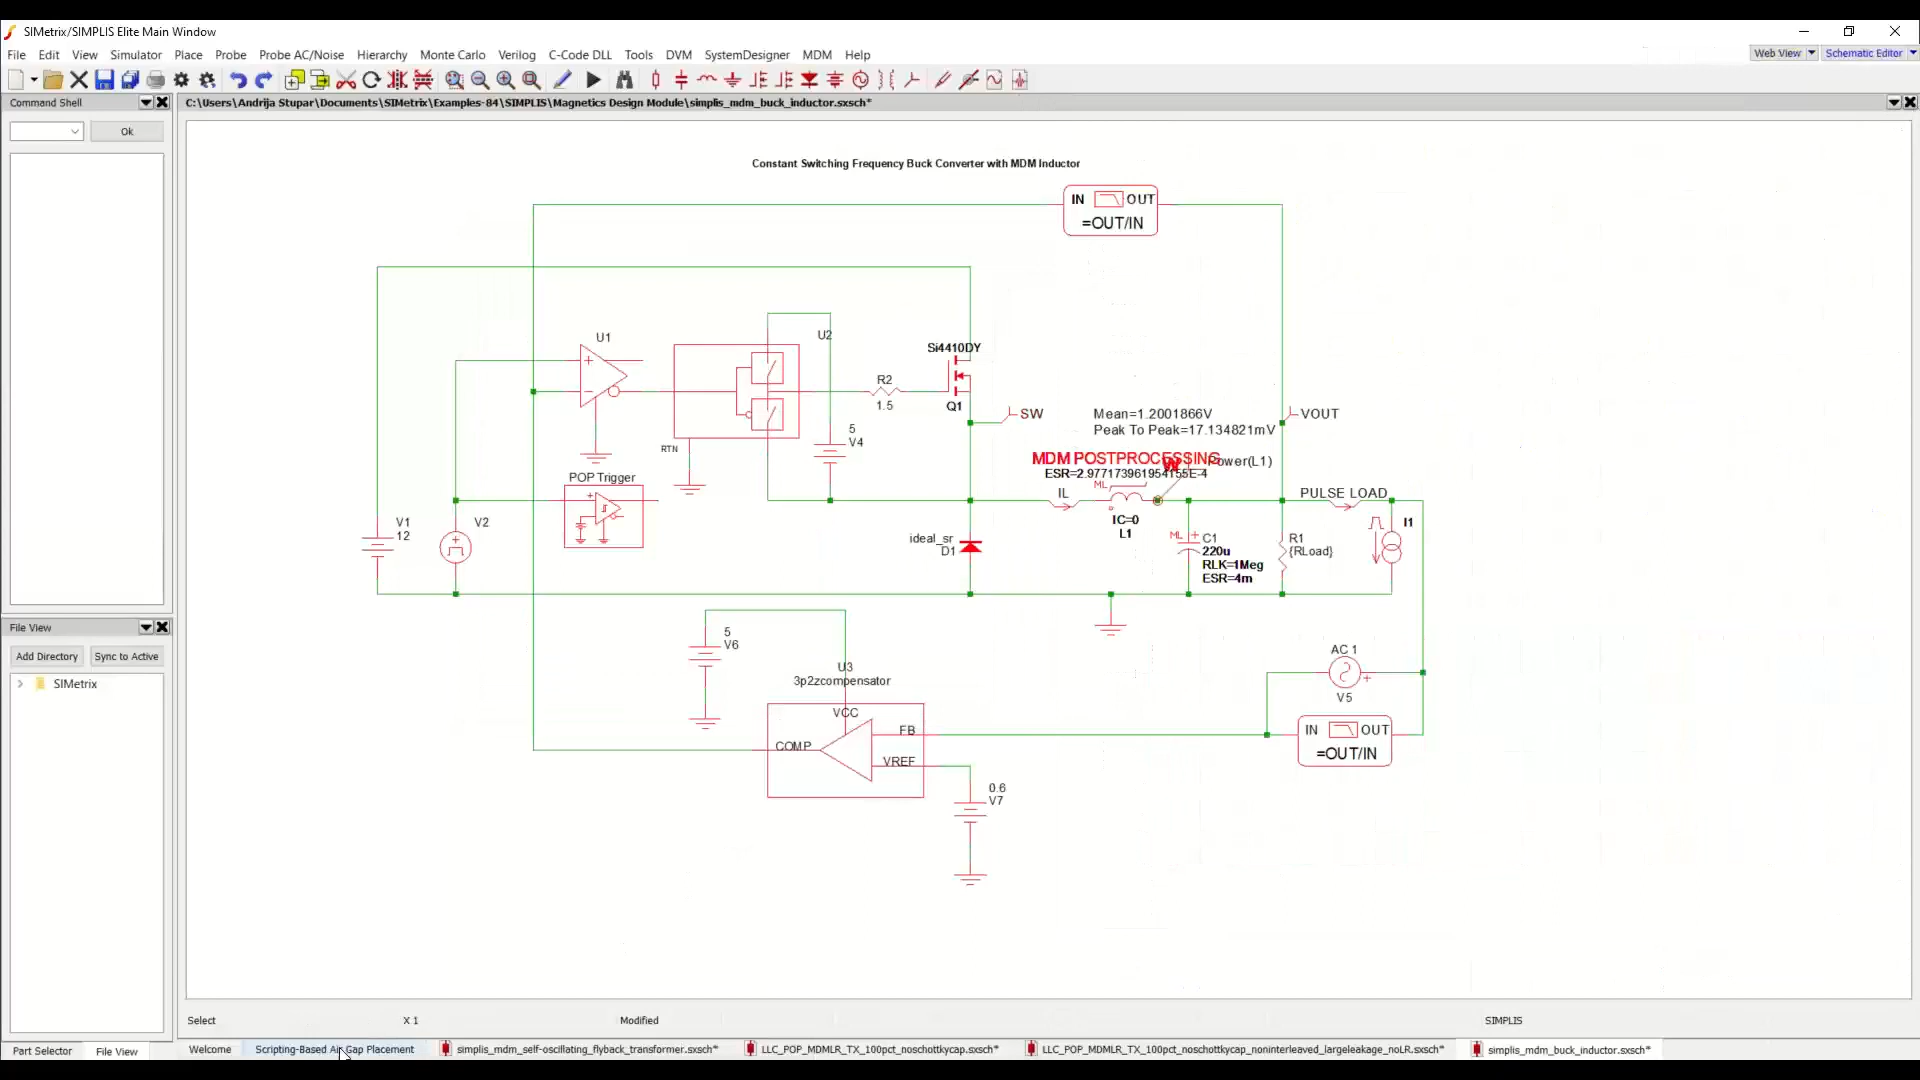 SIMetrix/SIMPLIS Elite Main Window
File Edit View Simulator Place Probe Probe AC/Noise Hierarchy Monte Carlo Verilog C-Code DLL Tools DVM SystemDesigner MDM Help
Web View Schematic Editor
Command Shell
C:\Users\Andrija Stupar\Documents\SIMetrix\Examples-84\SIMPLIS\Magnetics Design Module\simplis_mdm_buck_inductor.sxsch*
Ok
Constant Switching Frequency Buck Converter with MDM Inductor
IN OUT
=OUT/IN
U1
U2
Si4410DY
R2
1.5
Q1
SW
Mean=1.2001866V
Peak To Peak=17.134821mV
VOUT
5
V4
RTN
MDM POSTPROCESSING
W
Power(L1)
ESR=2.977173961954155E-4
POP Trigger
ML
IL
PULSE LOAD
IC=0
L1
V1
12
V2
I1
ideal_sr
D1
ML
C1
220u
RLK=1Meg
ESR=4m
R1
{RLoad}
5
V6
File View
Add Directory Sync to Active
SIMetrix
AC 1
V5
U3
3p2zcompensator
VCC
FB
COMP
VREF
IN OUT
=OUT/IN
0.6
V7
Select X 1 Modified SIMPLIS
Part Selector File View
Welcome Scripting-Based Air Gap Placement simplis_mdm_self-oscillating_flyback_transformer.sxsch* LLC_POP_MDMLR_TX_100pct_noschottkycap.sxsch* LLC_POP_MDMLR_TX_100pct_noschottkycap_noninterleaved_largeleakage_noLR.sxsch* simplis_mdm_buck_inductor.sxsch*